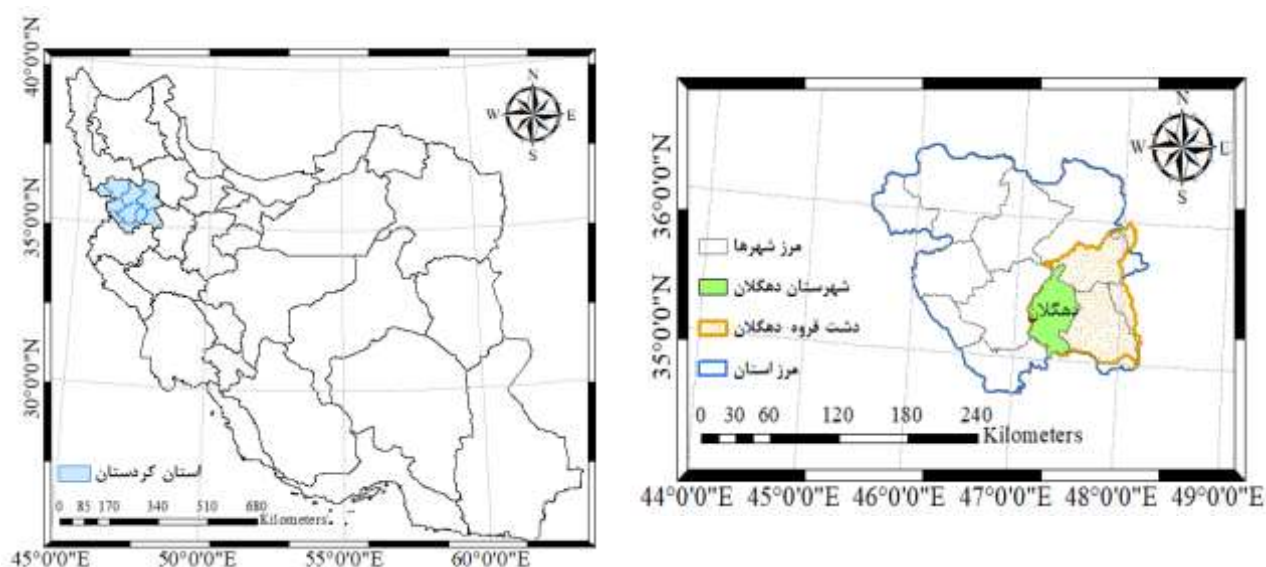 40°0'0"N
35°0'0"N
30°0'0"N
N
W E
S
استان کردستان
0 85 170 340 510 680
Kilometers
45°0'0"E 50°0'0"E 55°0'0"E 60°0'0"E
36°0'0"N
35°0'0"N
N
W E
S
مرز شهرها
شهرستان دهگلان
دشت قروه دهگلان
مرز استان
دهگلان
0 30 60 120 180 240
Kilometers
44°0'0"E 45°0'0"E 46°0'0"E 47°0'0"E 48°0'0"E 49°0'0"E